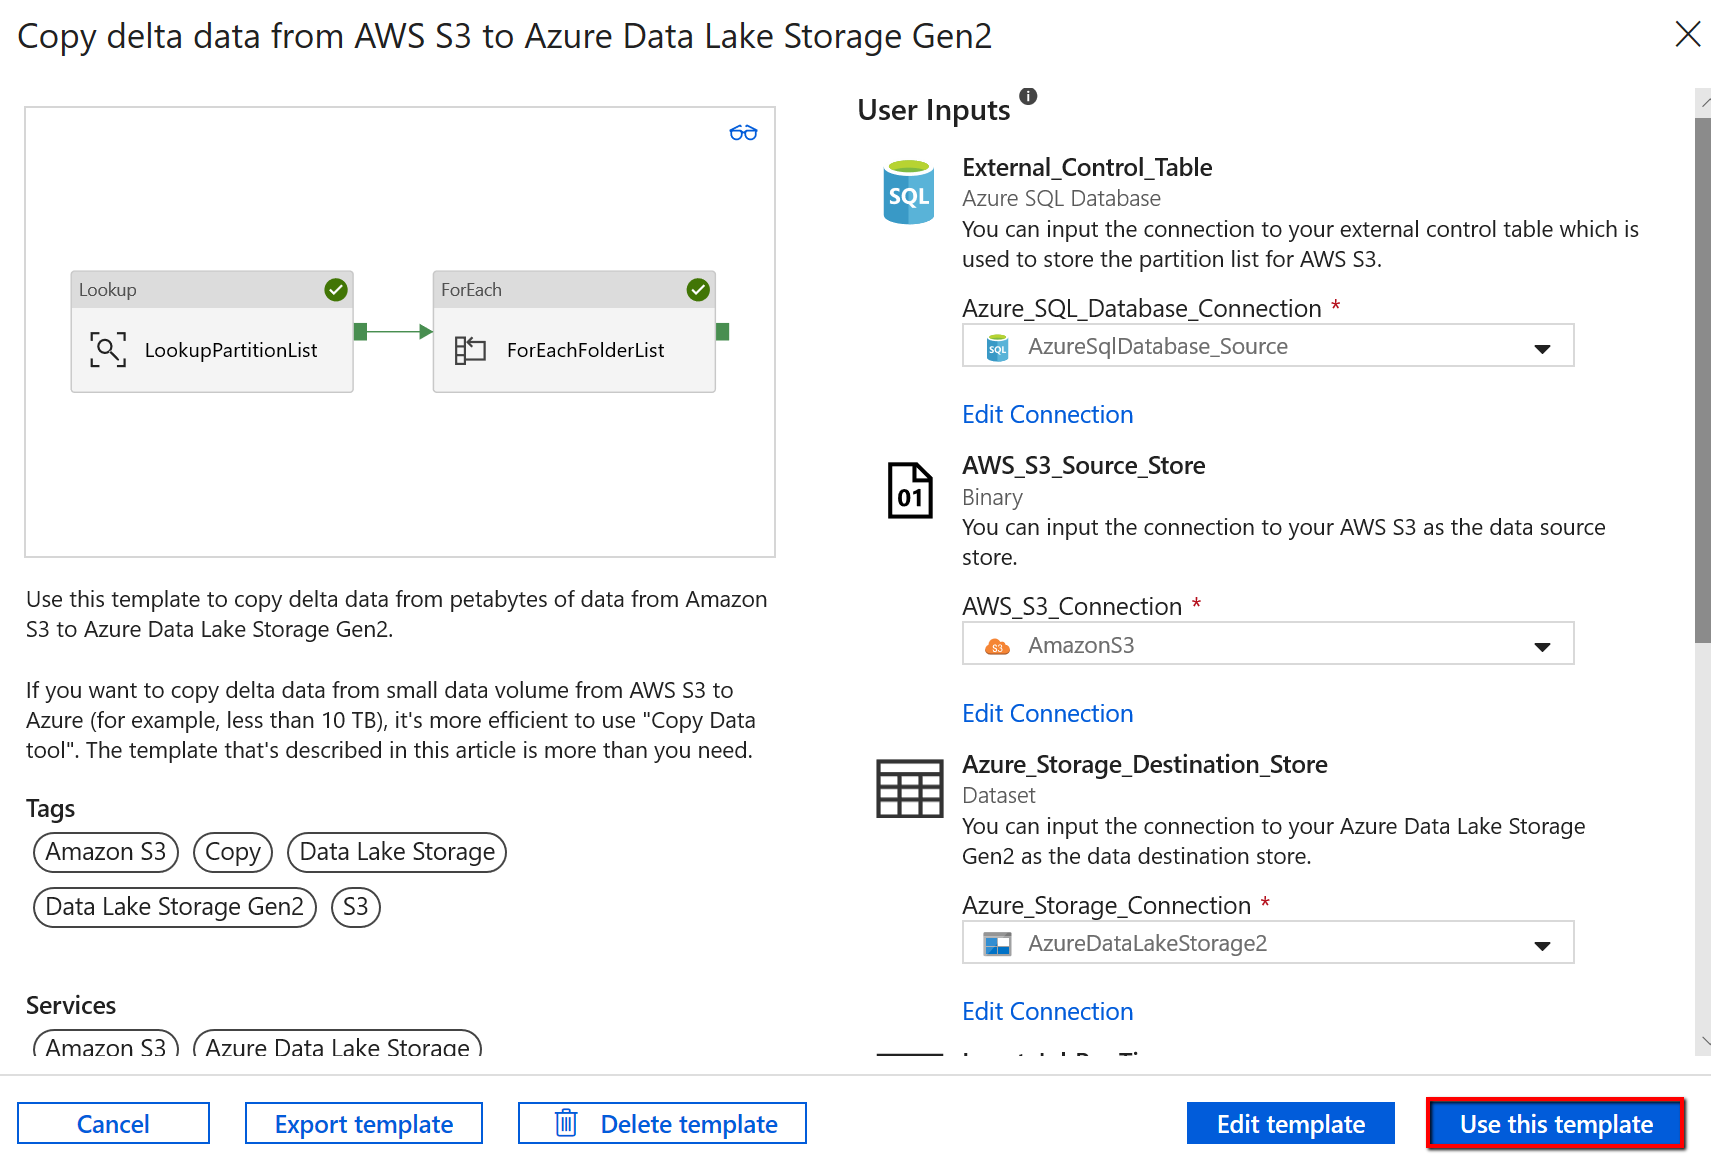 Copy delta data from AWS S3 to Azure Data Lake Storage Gen2
Lookup
LookupPartitionList
ForEach
ForEachFolderList
Use this template to copy delta data from petabytes of data from Amazon
S3 to Azure Data Lake Storage Gen2.
If you want to copy delta data from small data volume from AWS S3 to
Azure (for example, less than 10 TB), it's more efficient to use "Copy Data
tool". The template that's described in this article is more than you need.
Tags
Amazon S3
Copy
Data Lake Storage
Data Lake Storage Gen2
S3
Services
Amazon S3
Azure Data Lake Storage
User Inputs
i
SQL
External_Control_Table
Azure SQL Database
You can input the connection to your external control table which is
used to store the partition list for AWS S3.
Azure_SQL_Database_Connection *
SQL
AzureSqlDatabase_Source
Edit Connection
01
AWS_S3_Source_Store
Binary
You can input the connection to your AWS S3 as the data source
store.
AWS_S3_Connection *
S3
AmazonS3
Edit Connection
Azure_Storage_Destination_Store
Dataset
You can input the connection to your Azure Data Lake Storage
Gen2 as the data destination store.
Azure_Storage_Connection *
AzureDataLakeStorage2
Edit Connection
Cancel
Export template
Delete template
Edit template
Use this template